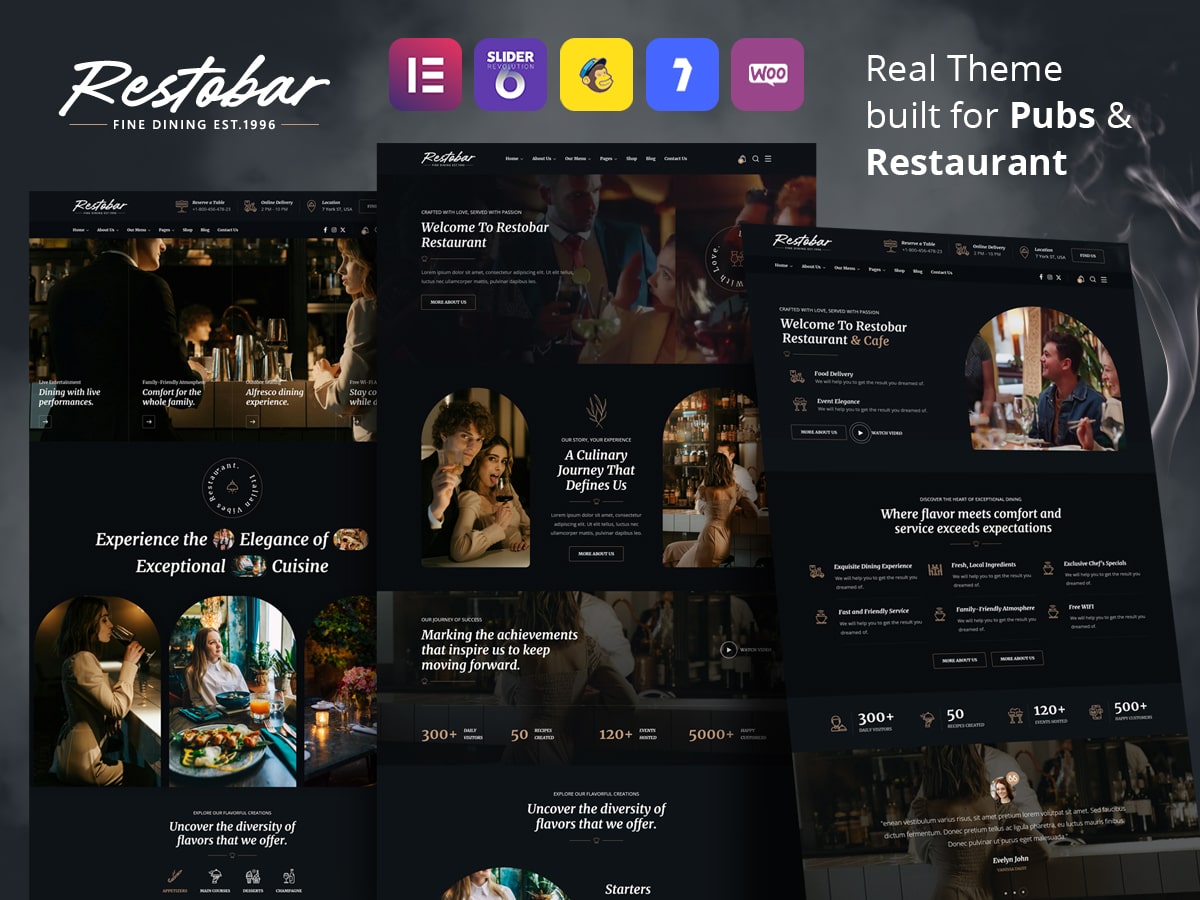 Restobar
FINE DINING EST.1996
SLIDER
REVOLUTION
6
7
WOO
Real Theme
built for Pubs &
Restaurant
Restobar
Reserve a Table
+1-800-456-478-23
Online Delivery
2 PM - 10 PM
Location
7 York ST, USA
Home
About Us
Our Menu
Pages
Shop
Blog
Contact Us
Live Entertainment
Dining with live
performances.
Family-Friendly Atmosphere
Comfort for the
whole family.
Outdoor Seating
Alfresco dining
experience.
Italian Vibes Restaurant.
Experience the Elegance of
Exceptional Cuisine
EXPLORE OUR FLAVORFUL CREATIONS
Uncover the diversity of
flavors that we offer.
APPETIZERS
MAIN COURSES
DESSERTS
CHAMPAGNE
Restobar
Home
About Us
Our Menu
Pages
Shop
Blog
Contact Us
CRAFTED WITH LOVE, SERVED WITH PASSION
Welcome To Restobar
Restaurant
Lorem ipsum dolor sit amet, consectetur adipiscing elit. Ut elit tellus,
luctus nec ullamcorper mattis, pulvinar dapibus leo.
MORE ABOUT US
With Love.
OUR STORY, YOUR EXPERIENCE
A Culinary
Journey That
Defines Us
Lorem ipsum dolor sit amet, consectetur
adipiscing elit. Ut elit tellus, luctus nec
ullamcorper mattis, pulvinar dapibus leo.
MORE ABOUT US
OUR JOURNEY OF SUCCESS
Marking the achievements
that inspire us to keep
moving forward.
WATCH VIDEO
300+
DAILY
VISITORS
50
RECIPES
CREATED
120+
EVENTS
HOSTED
5000+
HAPPY
CUSTOMERS
EXPLORE OUR FLAVORFUL CREATIONS
Uncover the diversity of
flavors that we offer.
Starters
Restobar
Reserve a Table
+1-800-456-478-23
Online Delivery
2 PM - 10 PM
Location
7 York ST, USA
FIND US
Home
About Us
Our Menu
Pages
Shop
Blog
Contact Us
CRAFTED WITH LOVE, SERVED WITH PASSION
Welcome To Restobar
Restaurant & Cafe
Food Delivery
We will help you to get the result you dreamed of.
Event Elegance
We will help you to get the result you dreamed of.
MORE ABOUT US
WATCH VIDEO
DISCOVER THE HEART OF EXCEPTIONAL DINING
Where flavor meets comfort and
service exceeds expectations
Exquisite Dining Experience
We will help you to get the result you
dreamed of.
Fresh, Local Ingredients
We will help you to get the result you
dreamed of.
Exclusive Chef's Specials
We will help you to get the result you
dreamed of.
Fast and Friendly Service
We will help you to get the result you
dreamed of.
Family-Friendly Atmosphere
We will help you to get the result you
dreamed of.
Free WIFI
We will help you to get the result you
dreamed of.
MORE ABOUT US
MORE ABOUT US
300+
DAILY VISITORS
50
RECIPES CREATED
120+
EVENTS HOSTED
500+
HAPPY CUSTOMERS
"enean vestibulum varius risus, sit amet pretium lorem volutpat sit amet. Sed faucibus
dictum fermentum. Donec pretium tellus ac ligula pharetra, eu luctus mauris finibus.
Donec pulvinar ut purus eget malesuada."
Evelyn John